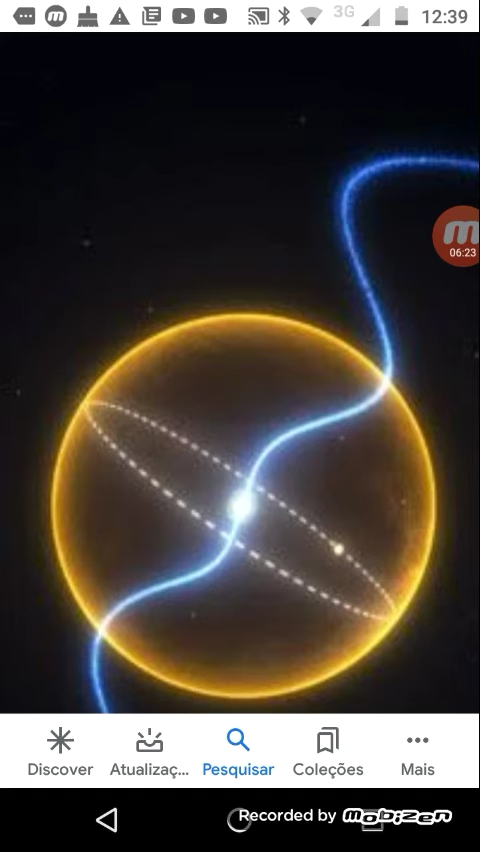 3G 12:39
06:23
Discover Atualizaç... Pesquisar Coleções Mais
Recorded by Mobizen